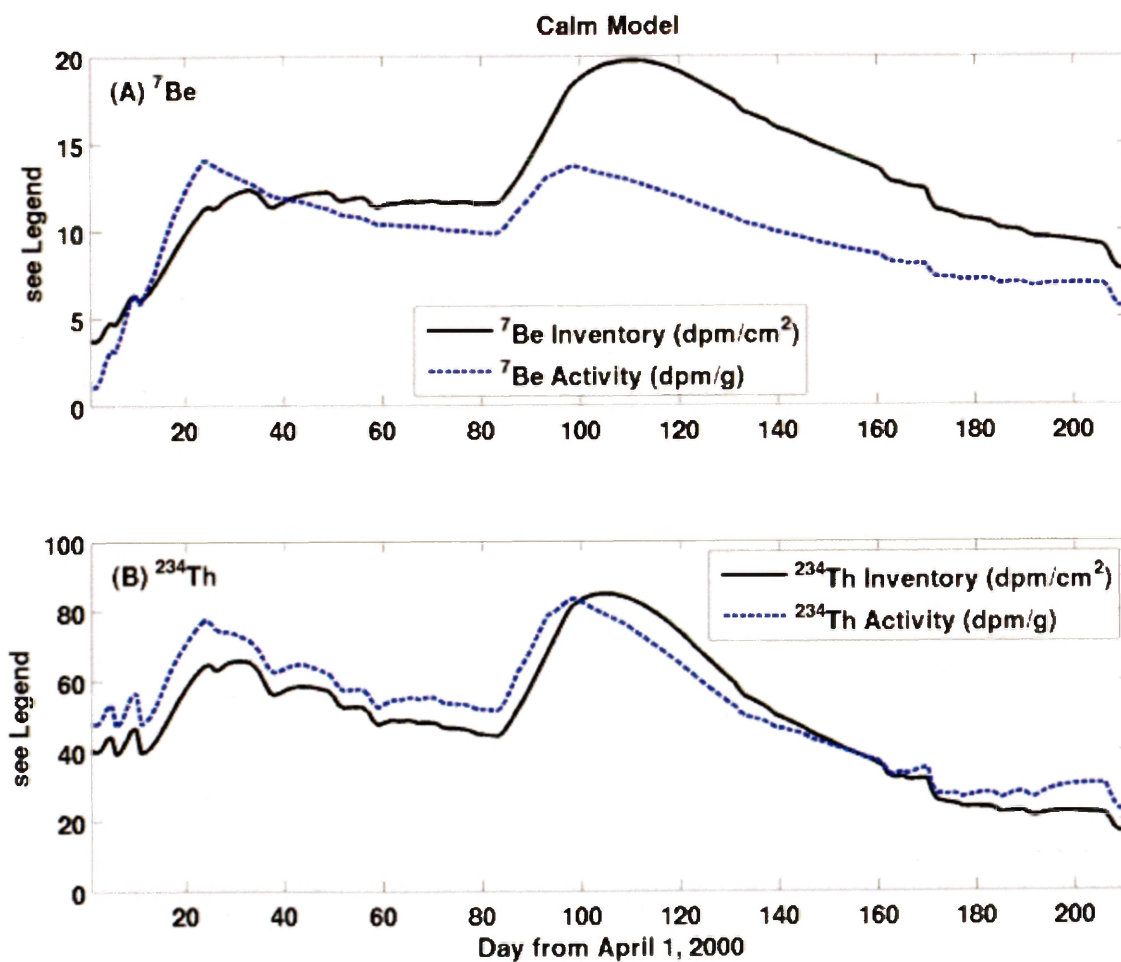 Calm Model
(A) ⁷Be
see Legend
20
15
10
5
0
⁷Be Inventory (dpm/cm²)
⁷Be Activity (dpm/g)
20 40 60 80 100 120 140 160 180 200
(B) ²³⁴Th
see Legend
100
80
60
40
20
0
²³⁴Th Inventory (dpm/cm²)
²³⁴Th Activity (dpm/g)
20 40 60 80 100 120 140 160 180 200
Day from April 1, 2000